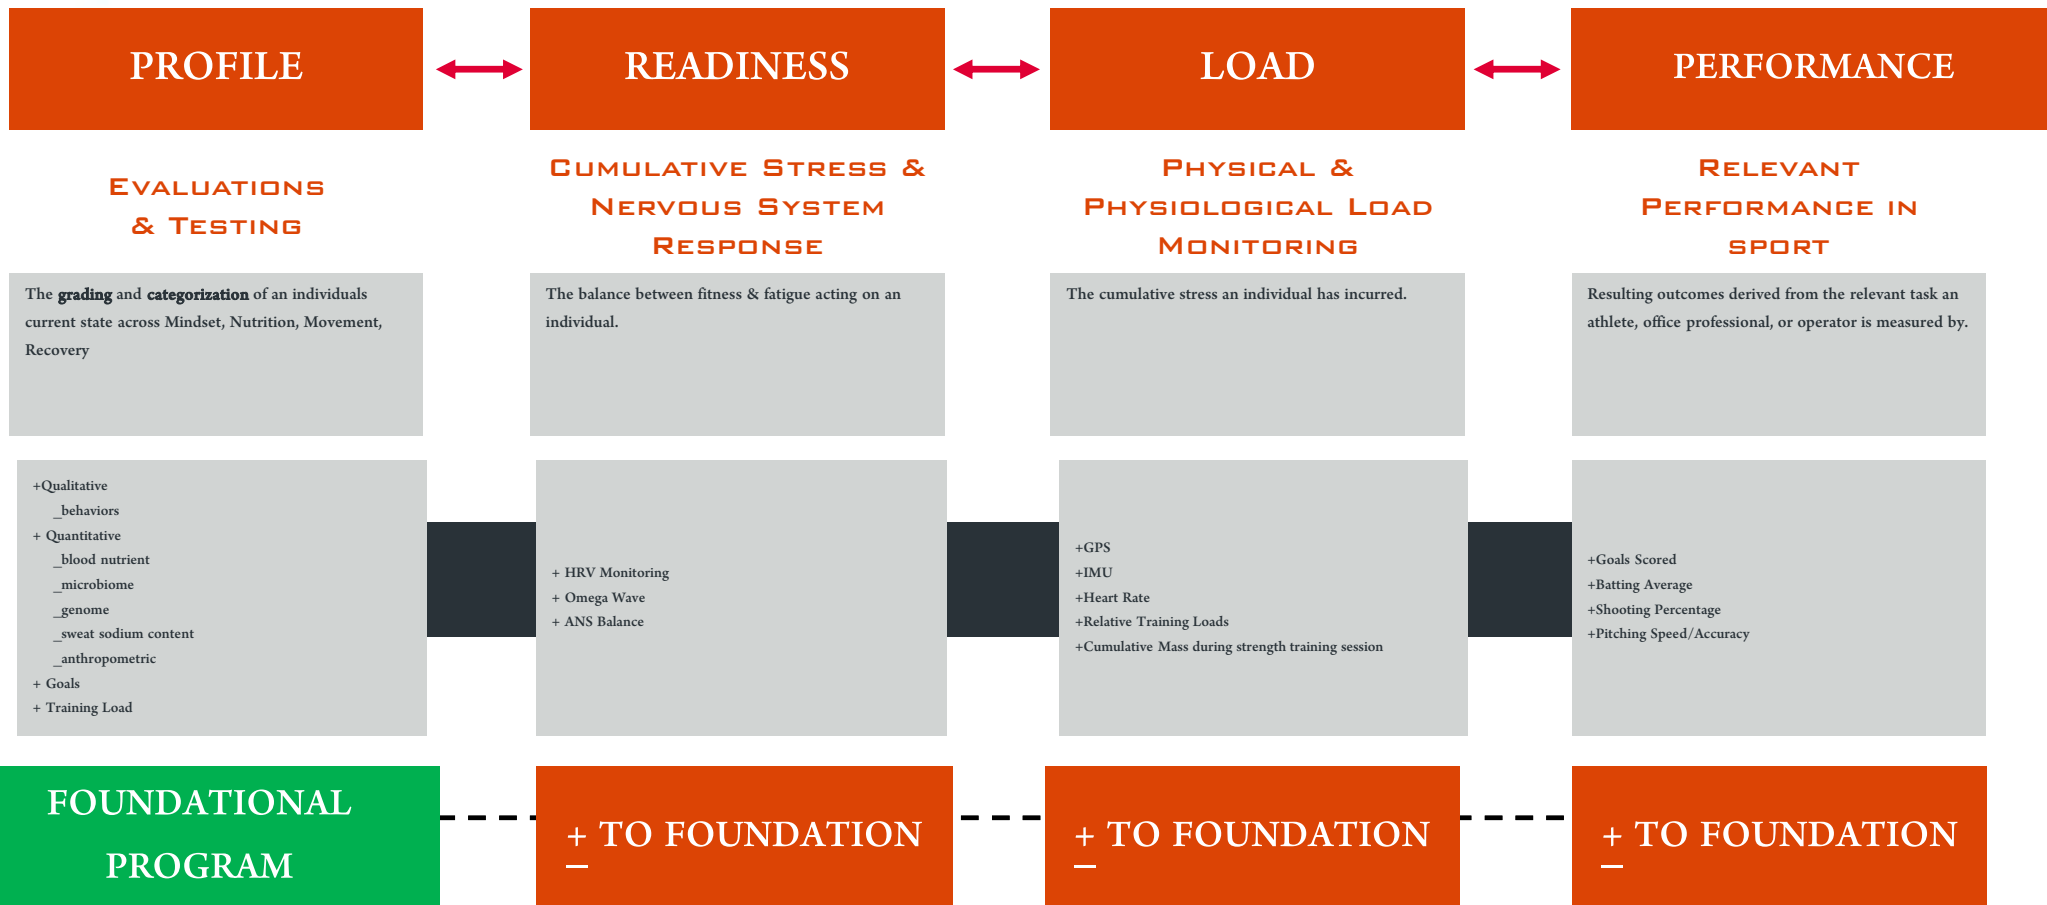 PROFILE
READINESS
LOAD
PERFORMANCE
Evaluations
& Testing
Cumulative Stress &
Nervous System
Response
Physical &
Physiological Load
Monitoring
Relevant
Performance in
sport
The grading and categorization of an individuals
current state across Mindset, Nutrition, Movement,
Recovery
The balance between fitness & fatigue acting on an
individual.
The cumulative stress an individual has incurred.
Resulting outcomes derived from the relevant task an
athlete, office professional, or operator is measured by.
+Qualitative
_behaviors
+ Quantitative
_blood nutrient
_microbiome
_genome
_sweat sodium content
_anthropometric
+ Goals
+ Training Load
+ HRV Monitoring
+ Omega Wave
+ ANS Balance
+GPS
+IMU
+Heart Rate
+Relative Training Loads
+Cumulative Mass during strength training session
+Goals Scored
+Batting Average
+Shooting Percentage
+Pitching Speed/Accuracy
FOUNDATIONAL
PROGRAM
+ TO FOUNDATION
+ TO FOUNDATION
+ TO FOUNDATION